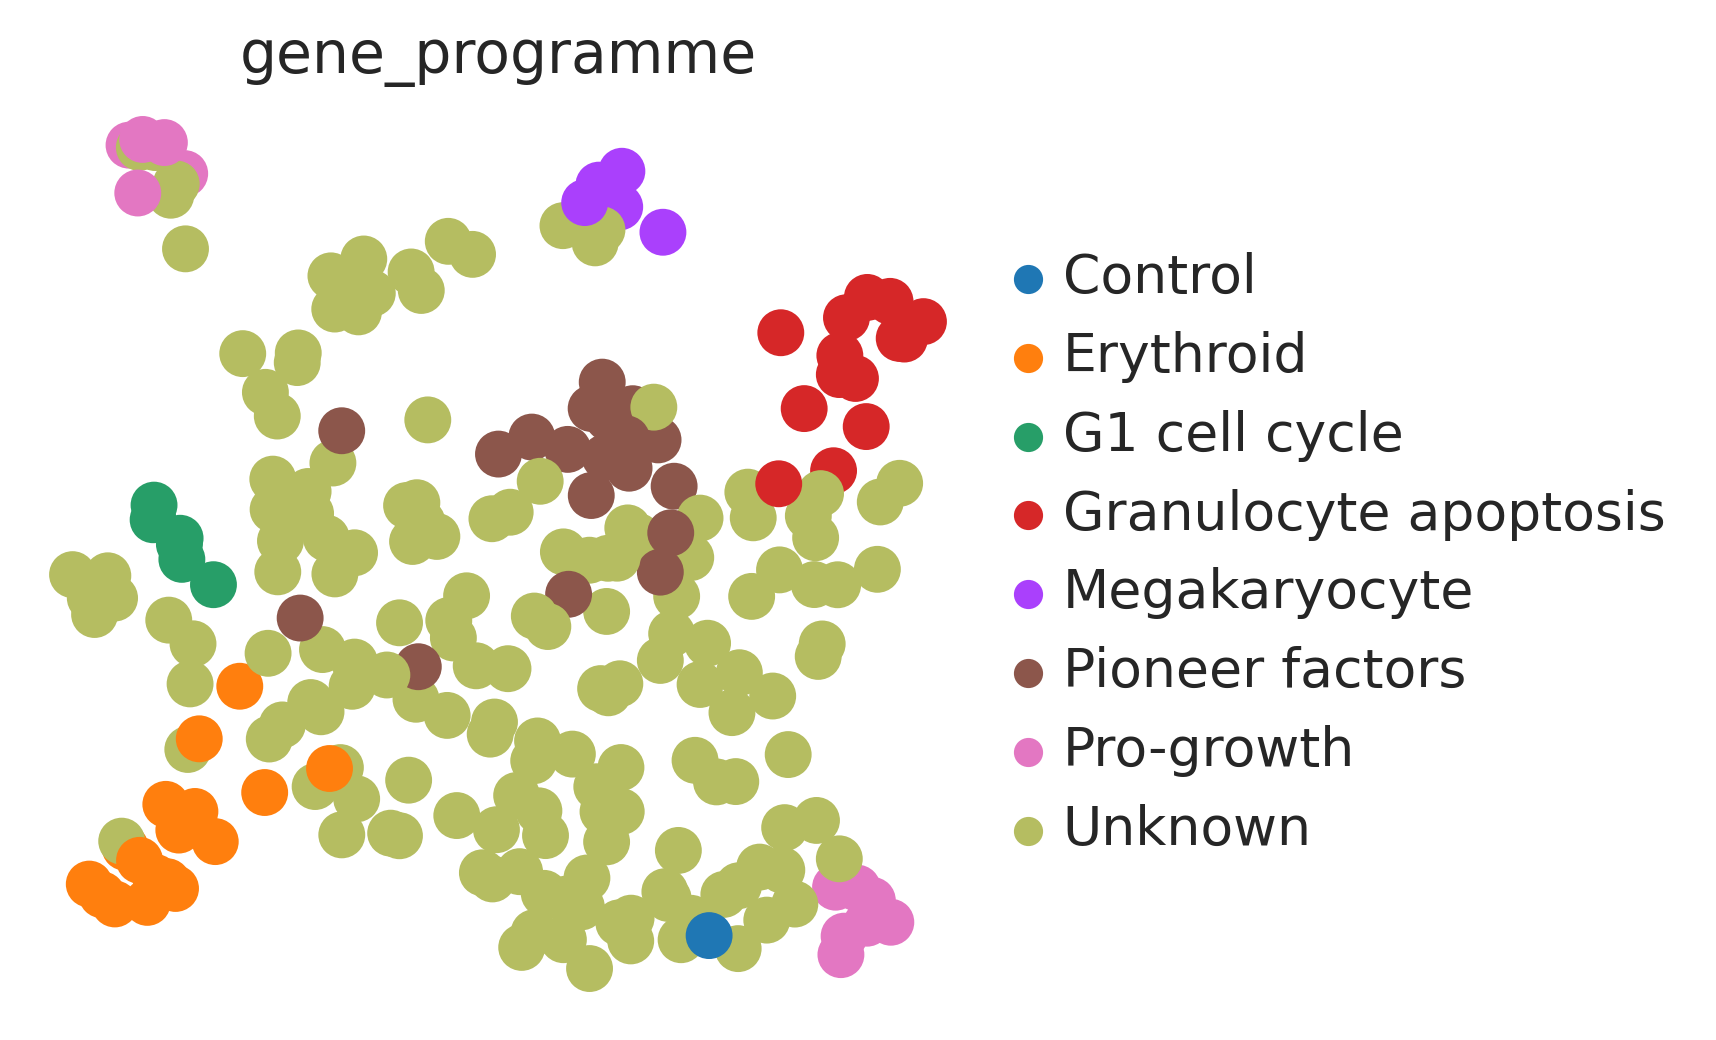 gene_programme
Control
Erythroid
G1 cell cycle
Granulocyte apoptosis
Megakaryocyte
Pioneer factors
Pro-growth
Unknown